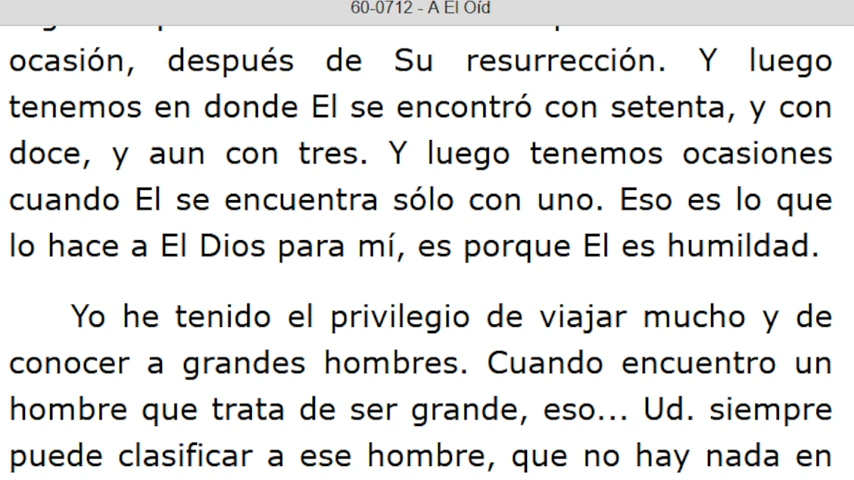 60-0712 - A El Oíd
ocasión, después de Su resurrección. Y luego
tenemos en donde El se encontró con setenta, y con
doce, y aun con tres. Y luego tenemos ocasiones
cuando El se encuentra sólo con uno. Eso es lo que
lo hace a El Dios para mí, es porque El es humildad.
Yo he tenido el privilegio de viajar mucho y de
conocer a grandes hombres. Cuando encuentro un
hombre que trata de ser grande, eso... Ud. siempre
puede clasificar a ese hombre, que no hay nada en